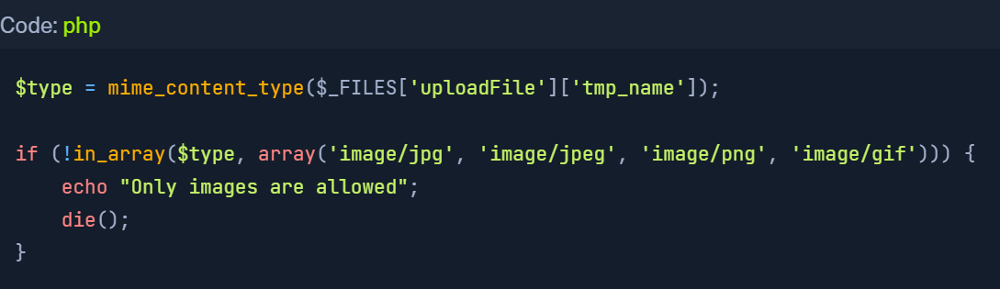 Code: php
$type = mime_content_type($_FILES['uploadFile']['tmp_name']);
if (!in_array($type, array('image/jpg', 'image/jpeg', 'image/png', 'image/gif'))) {
    echo "Only images are allowed";
    die();
}